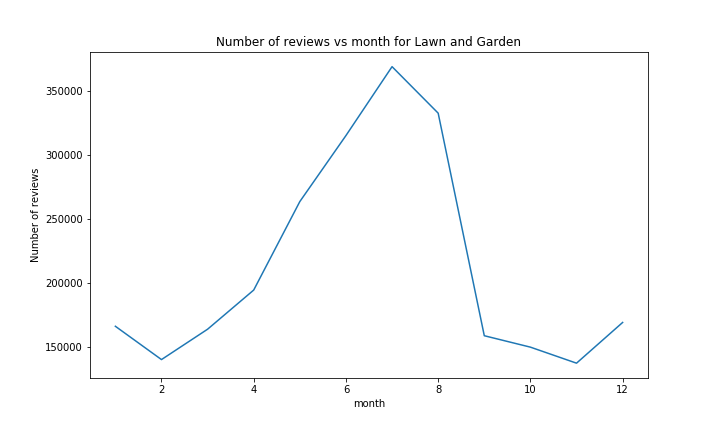 Number of reviews vs month for Lawn and Garden
Number of reviews
350000
300000
250000
200000
150000
2 4 6 8 10 12
month